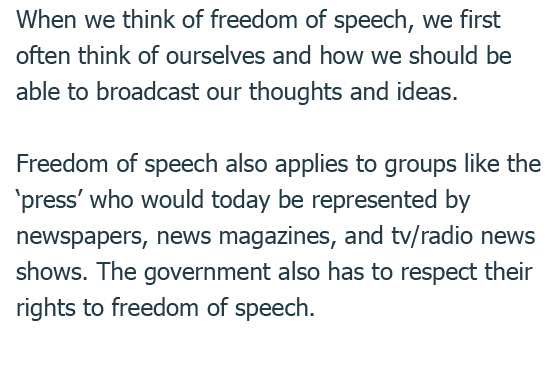 When we think of freedom of speech, we first
often think of ourselves and how we should be
able to broadcast our thoughts and ideas.
Freedom of speech also applies to groups like the
‘press’ who would today be represented by
newspapers, news magazines, and tv/radio news
shows. The government also has to respect their
rights to freedom of speech.